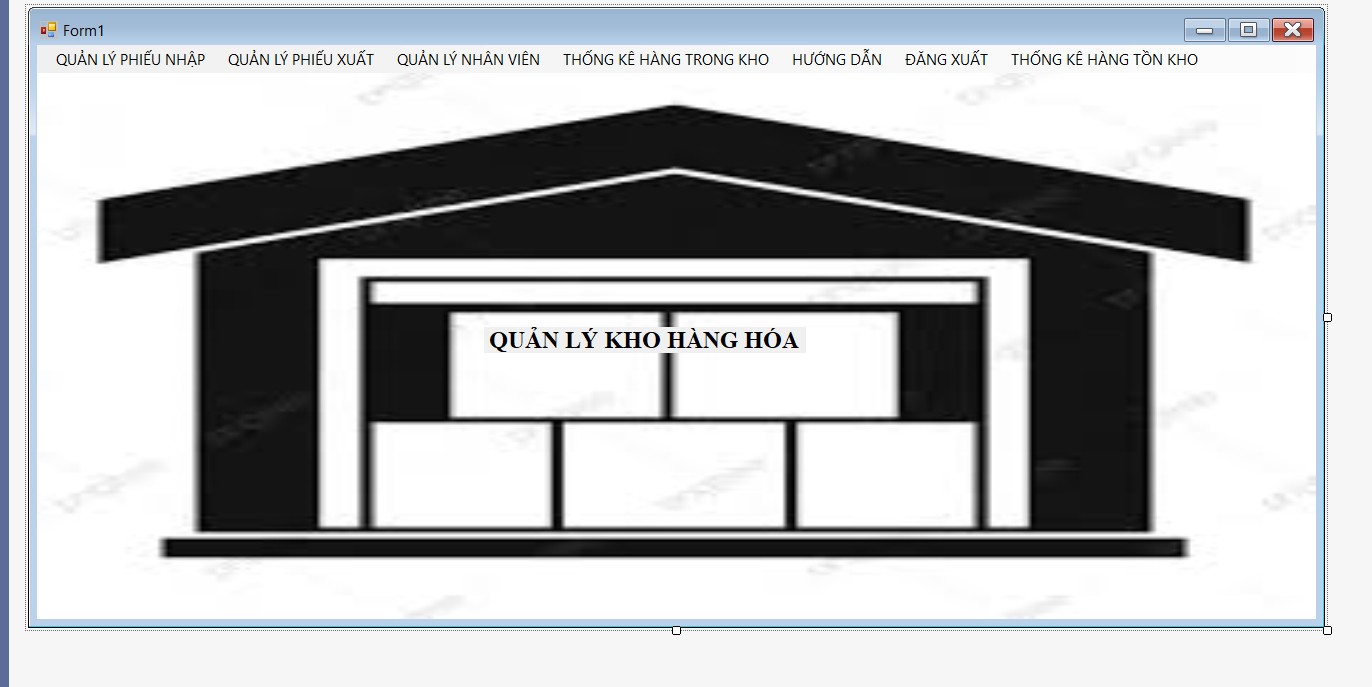 Form1
QUẢN LÝ PHIẾU NHẬP QUẢN LÝ PHIẾU XUẤT QUẢN LÝ NHÂN VIÊN THỐNG KÊ HÀNG TRONG KHO HƯỚNG DẪN ĐĂNG XUẤT THỐNG KÊ HÀNG TỒN KHO
QUẢN LÝ KHO HÀNG HÓA